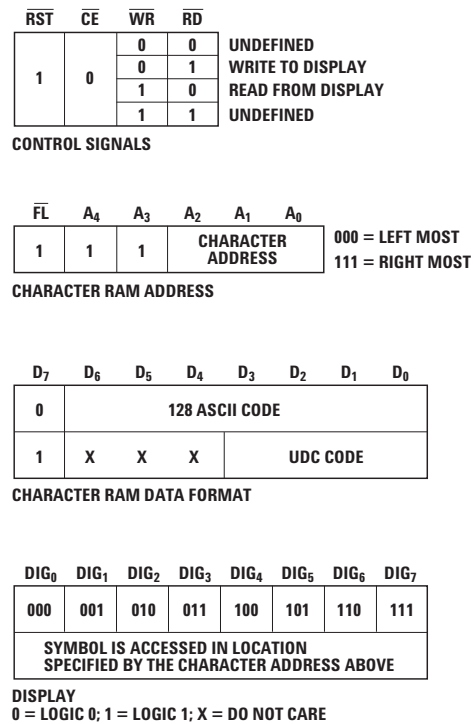 RST CE WR RD
0 0 UNDEFINED
1 0 0 1 WRITE TO DISPLAY
1 0 READ FROM DISPLAY
1 1 UNDEFINED
CONTROL SIGNALS
FL A4 A3 A2 A1 A0
1 1 1 CHARACTER ADDRESS 000 = LEFT MOST
111 = RIGHT MOST
CHARACTER RAM ADDRESS
D7 D6 D5 D4 D3 D2 D1 D0
0 128 ASCII CODE
1 X X X UDC CODE
CHARACTER RAM DATA FORMAT
DIG0 DIG1 DIG2 DIG3 DIG4 DIG5 DIG6 DIG7
000 001 010 011 100 101 110 111
SYMBOL IS ACCESSED IN LOCATION
SPECIFIED BY THE CHARACTER ADDRESS ABOVE
DISPLAY
0 = LOGIC 0; 1 = LOGIC 1; X = DO NOT CARE